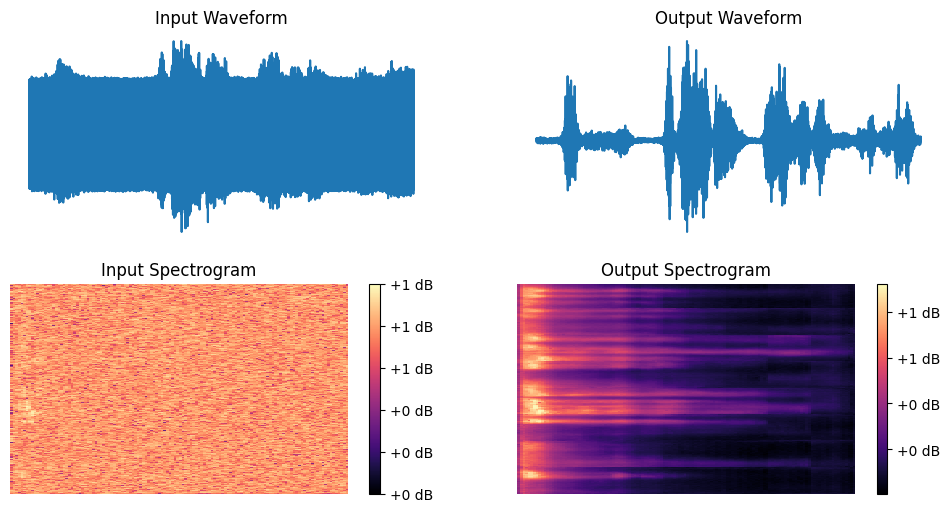 Input Waveform
Output Waveform
Input Spectrogram
+1 dB
+1 dB
+1 dB
+0 dB
+0 dB
+0 dB
Output Spectrogram
+1 dB
+1 dB
+0 dB
+0 dB